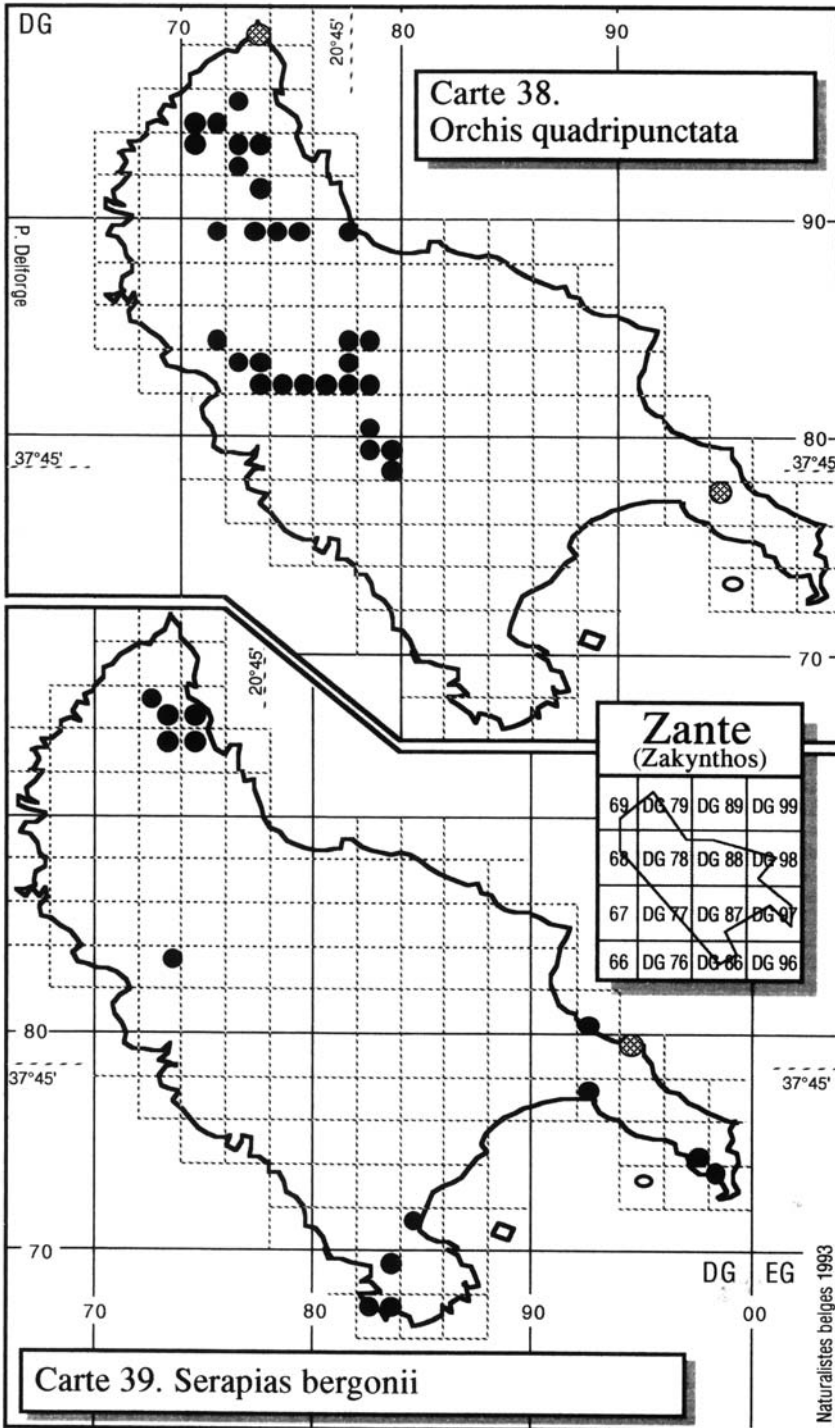 DG
70
20°45'
80
90
Carte 38.
Orchis quadripunctata
90
P. Delforge
80
37°45'
37°45'
70
20°45'
Zante
(Zakynthos)
69 DG 79 DG 89 DG 99
68 DG 78 DG 88 DG 98
67 DG 77 DG 87 DG 97
66 DG 76 DG 86 DG 96
80
37°45'
37°45'
70
DG EG
70
80
90
00
Carte 39. Serapias bergonii
Naturalistes belges 1993